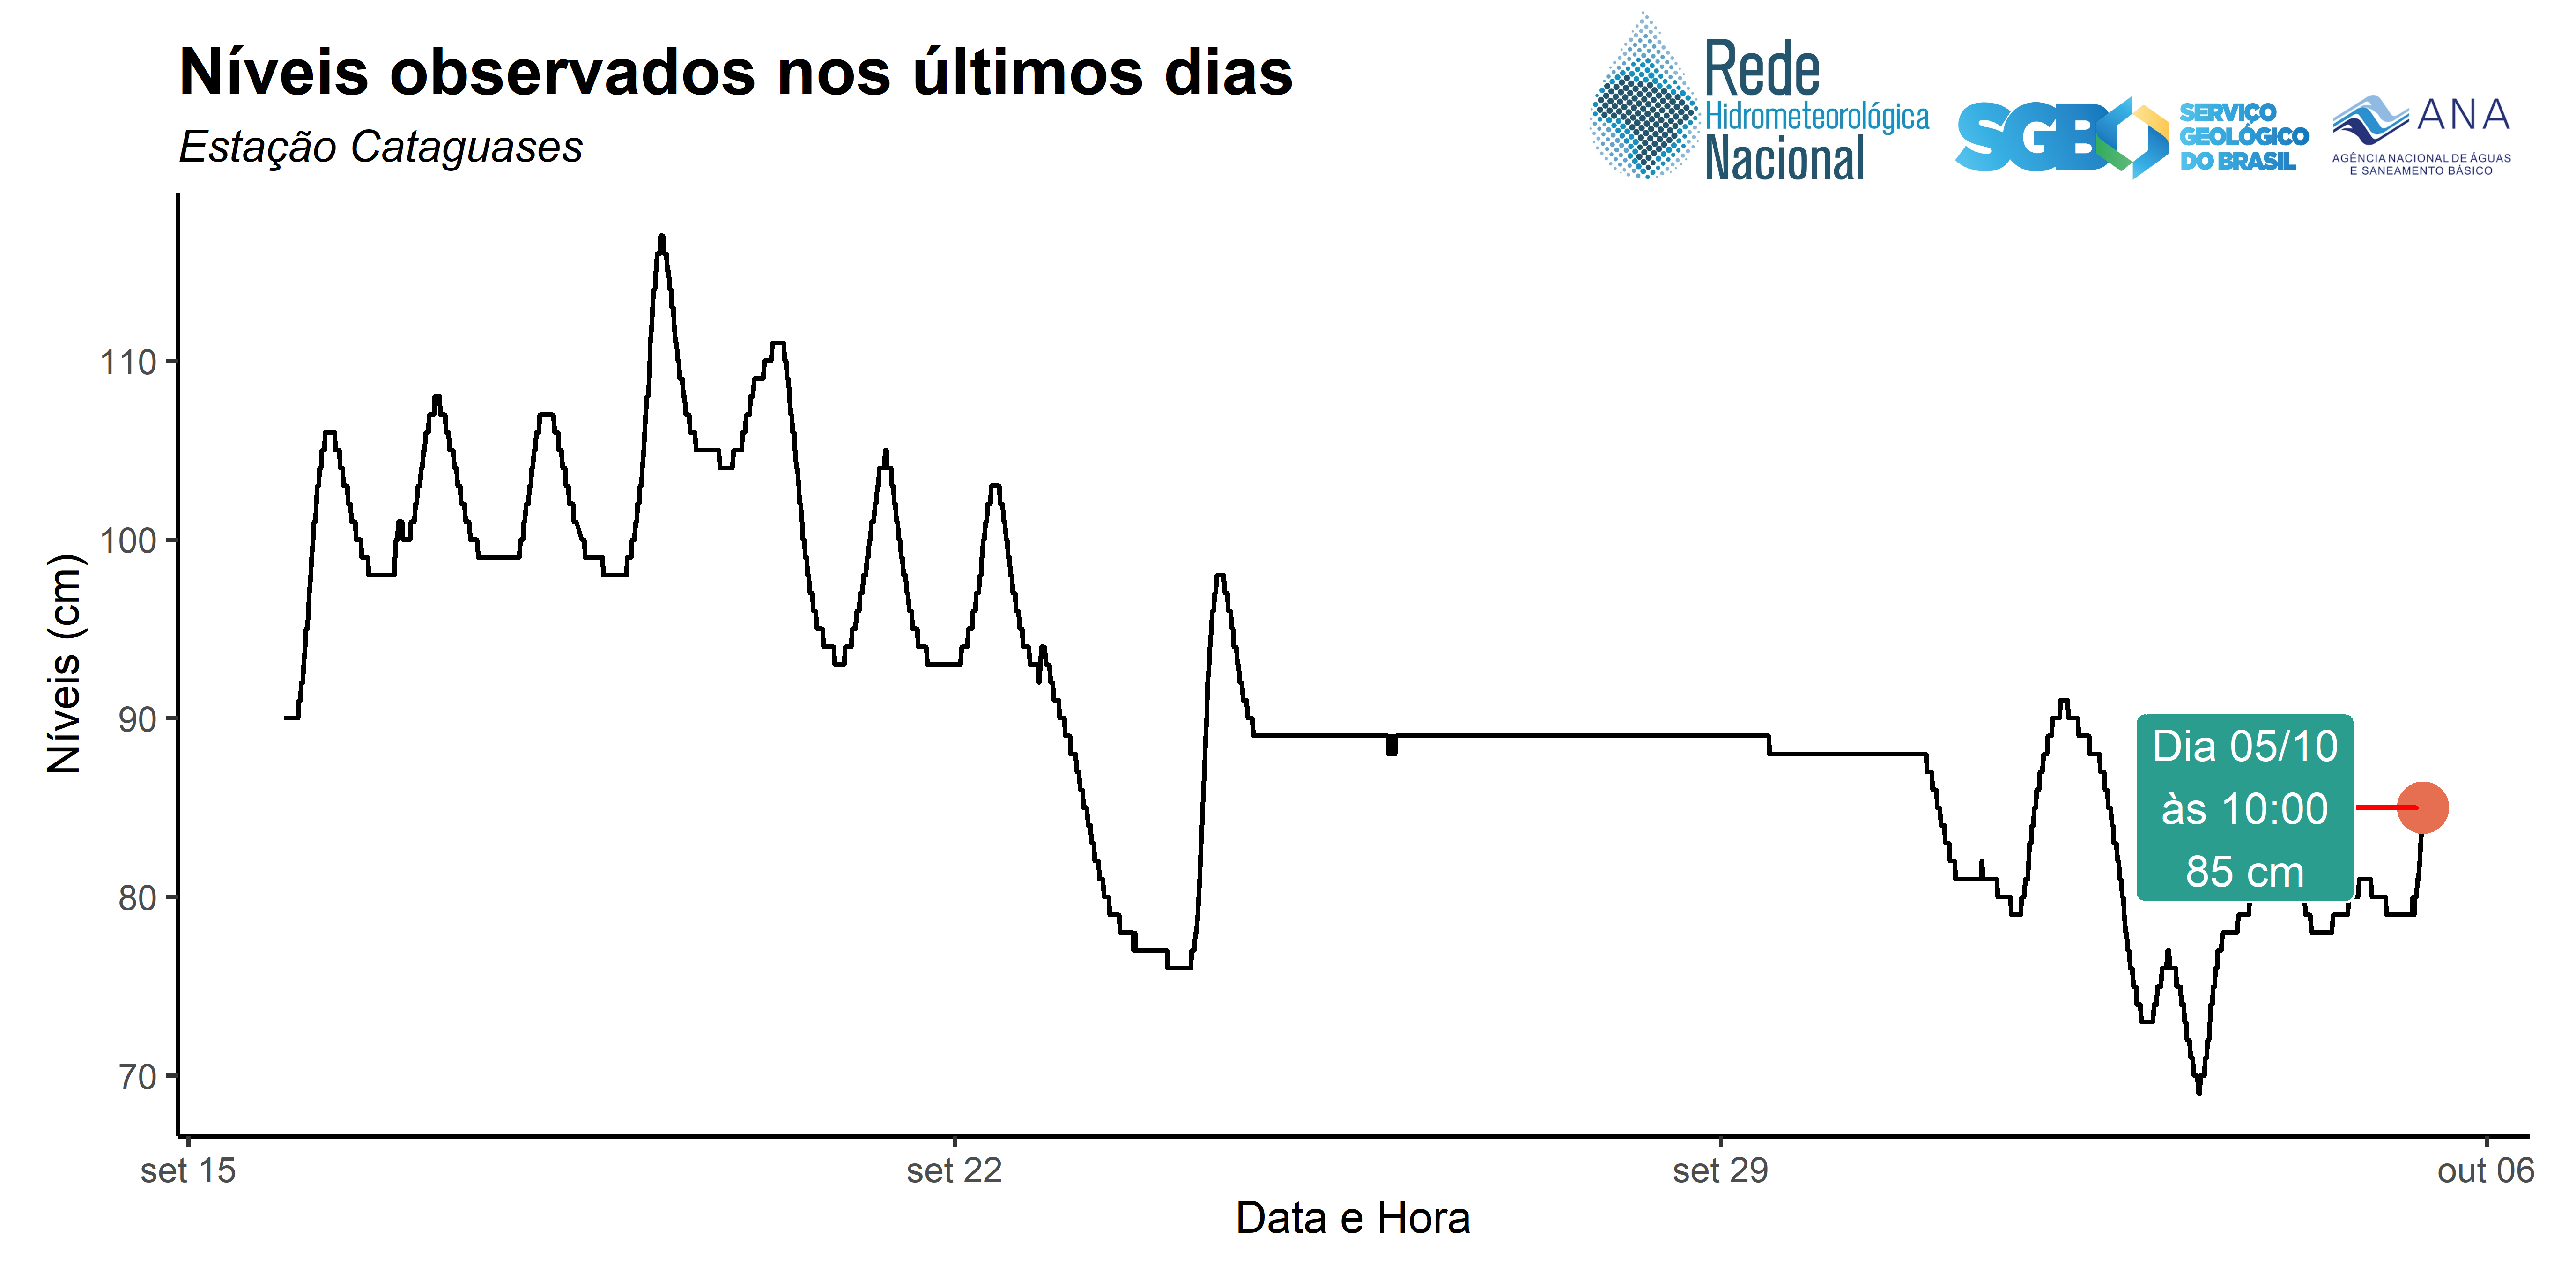 Níveis observados nos últimos dias
Estação Cataguases
Rede
Hidrometeorológica
Nacional
SGB
SERVIÇO
GEOLÓGICO
DO BRASIL
ANA
AGÊNCIA NACIONAL DE ÁGUAS
E SANEAMENTO BÁSICO
Níveis (cm)
110
100
90
80
70
Dia 05/10
às 10:00
85 cm
set 15
set 22
set 29
out 06
Data e Hora